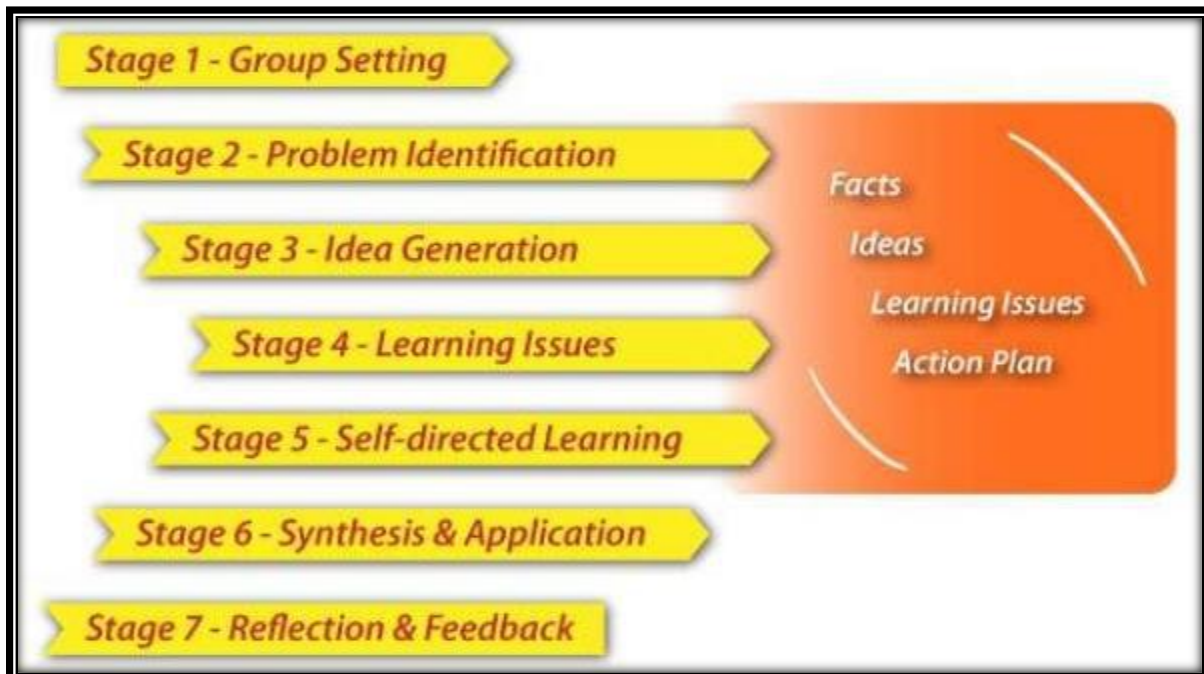 Stage 1 - Group Setting
Stage 2 - Problem Identification
Stage 3 - Idea Generation
Stage 4 - Learning Issues
Stage 5 - Self-directed Learning
Stage 6 - Synthesis & Application
Stage 7 - Reflection & Feedback
Facts
Ideas
Learning Issues
Action Plan